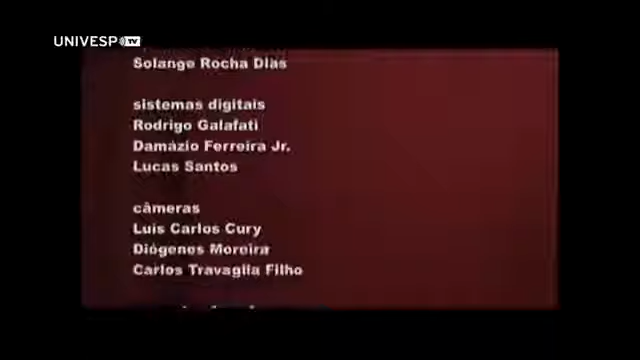 UNIVESP TV
Solange Rocha Dias
sistemas digitais
Rodrigo Galafati
Damázio Ferreira Jr.
Lucas Santos
câmeras
Luís Carlos Cury
Diógenes Moreira
Carlos Travaglia Filho